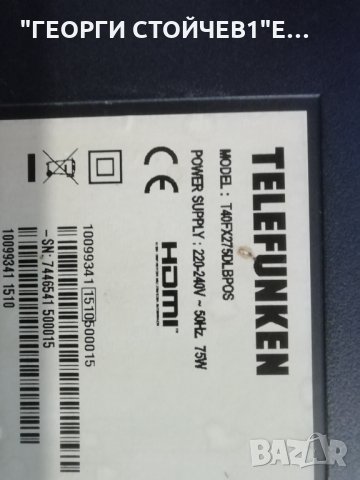 "ГЕОРГИ СТОЙЧЕВ1"Е...
TELEFUNKEN
MODEL : T40FX275DLBPOS
POWER SUPPLY : 220-240V ~ 50Hz 75W
HDMI
10099341 1510 500015
-SN: 7446541 500015
10099341 1510
bazar